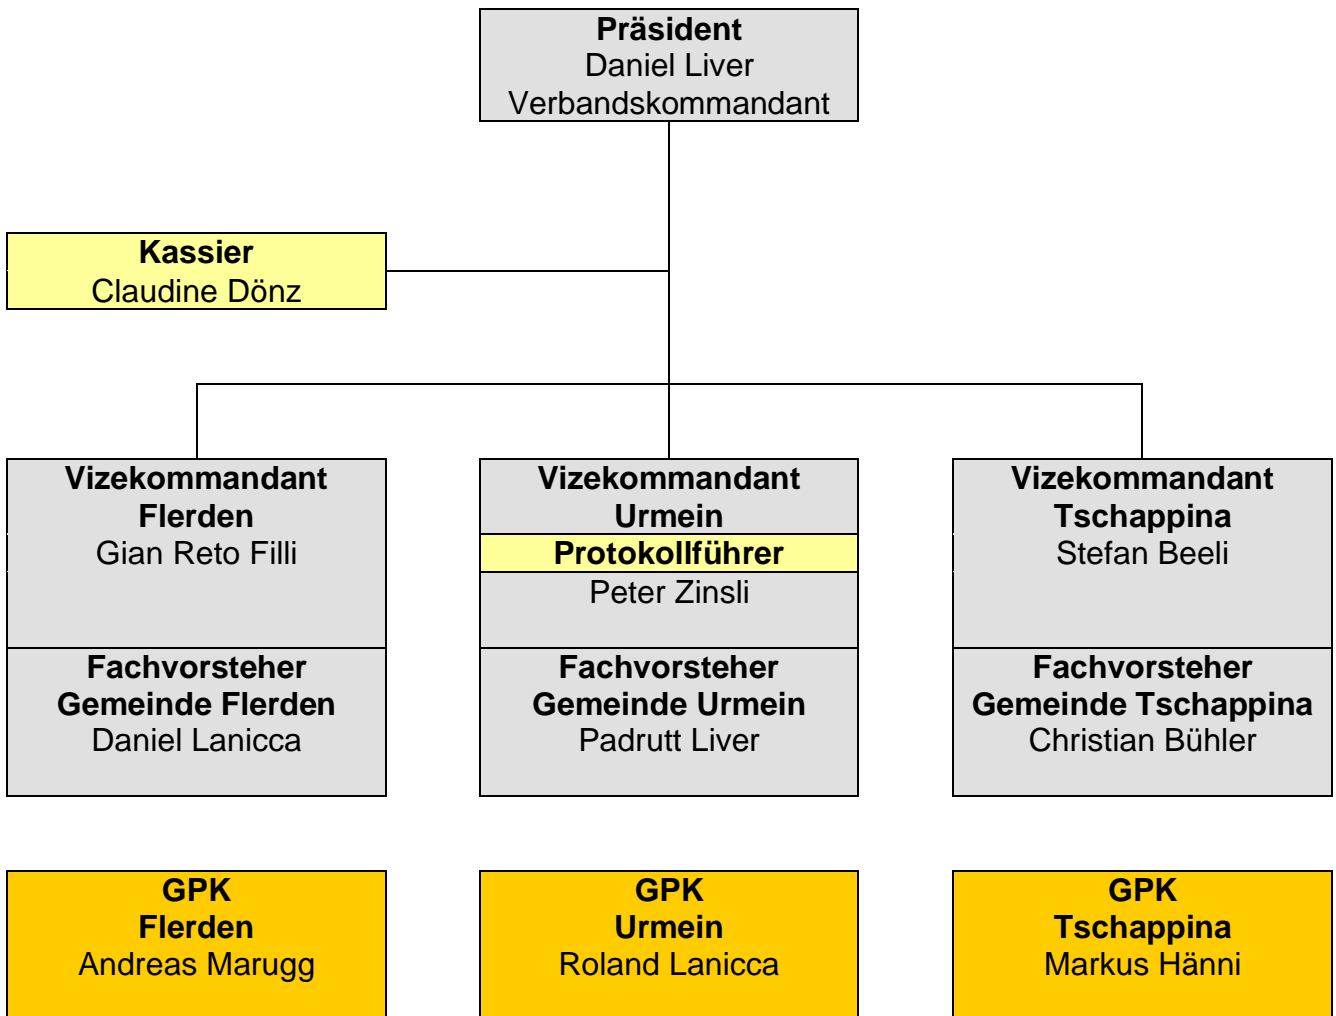 Präsident
Daniel Liver
Verbandskommandant
Kassier
Claudine Dönz
Vizekommandant
Flerden
Gian Reto Filli
Fachvorsteher
Gemeinde Flerden
Daniel Lanicca
Vizekommandant
Urmein
Protokollführer
Peter Zinsli
Fachvorsteher
Gemeinde Urmein
Padrutt Liver
Vizekommandant
Tschappina
Stefan Beeli
Fachvorsteher
Gemeinde Tschappina
Christian Bühler
GPK
Flerden
Andreas Marugg
GPK
Urmein
Roland Lanicca
GPK
Tschappina
Markus Hänni